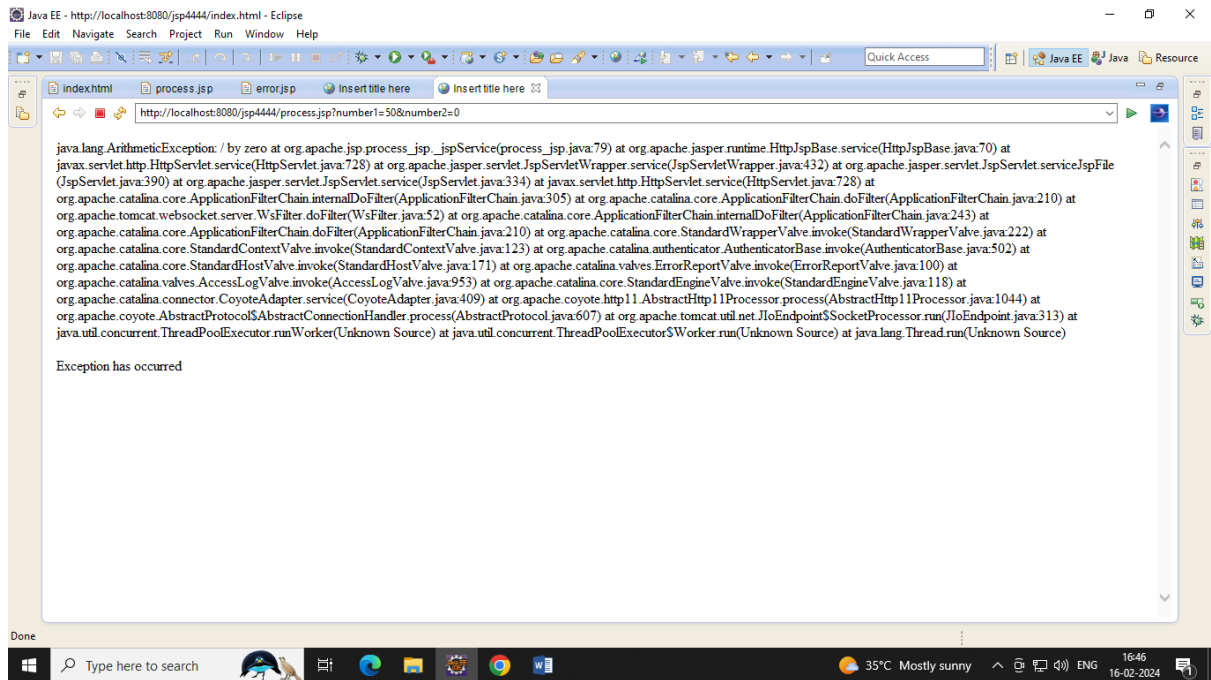 Java EE - http://localhost:8080/jsp4444/index.html - Eclipse
File Edit Navigate Search Project Run Window Help
Quick Access
Java EE
Java
Resource
index.html
process.jsp
error.jsp
Insert title here
Insert title here
http://localhost:8080/jsp4444/process.jsp?number1=50&number2=0
java.lang.ArithmeticException: / by zero at org.apache.jsp.process_jsp._jspService(process_jsp.java:79) at org.apache.jasper.runtime.HttpJspBase.service(HttpJspBase.java:70) at
javax.servlet.http.HttpServlet.service(HttpServlet.java:728) at org.apache.jasper.servlet.JspServletWrapper.service(JspServletWrapper.java:432) at org.apache.jasper.servlet.JspServlet.serviceJspFile
(JspServlet.java:390) at org.apache.jasper.servlet.JspServlet.service(JspServlet.java:334) at javax.servlet.http.HttpServlet.service(HttpServlet.java:728) at
org.apache.catalina.core.ApplicationFilterChain.internalDoFilter(ApplicationFilterChain.java:305) at org.apache.catalina.core.ApplicationFilterChain.doFilter(ApplicationFilterChain.java:210) at
org.apache.tomcat.websocket.server.WsFilter.doFilter(WsFilter.java:52) at org.apache.catalina.core.ApplicationFilterChain.internalDoFilter(ApplicationFilterChain.java:243) at
org.apache.catalina.core.ApplicationFilterChain.doFilter(ApplicationFilterChain.java:210) at org.apache.catalina.core.StandardWrapperValve.invoke(StandardWrapperValve.java:222) at
org.apache.catalina.core.StandardContextValve.invoke(StandardContextValve.java:123) at org.apache.catalina.authenticator.AuthenticatorBase.invoke(AuthenticatorBase.java:502) at
org.apache.catalina.core.StandardHostValve.invoke(StandardHostValve.java:171) at org.apache.catalina.valves.ErrorReportValve.invoke(ErrorReportValve.java:100) at
org.apache.catalina.valves.AccessLogValve.invoke(AccessLogValve.java:953) at org.apache.catalina.core.StandardEngineValve.invoke(StandardEngineValve.java:118) at
org.apache.catalina.connector.CoyoteAdapter.service(CoyoteAdapter.java:409) at org.apache.coyote.http11.AbstractHttp11Processor.process(AbstractHttp11Processor.java:1044) at
org.apache.coyote.AbstractProtocol$AbstractConnectionHandler.process(AbstractProtocol.java:607) at org.apache.tomcat.util.net.JIoEndpoint$SocketProcessor.run(JIoEndpoint.java:313) at
java.util.concurrent.ThreadPoolExecutor.runWorker(Unknown Source) at java.util.concurrent.ThreadPoolExecutor$Worker.run(Unknown Source) at java.lang.Thread.run(Unknown Source)
Exception has occurred
Done
Type here to search
35°C Mostly sunny
ENG
16:46
16-02-2024